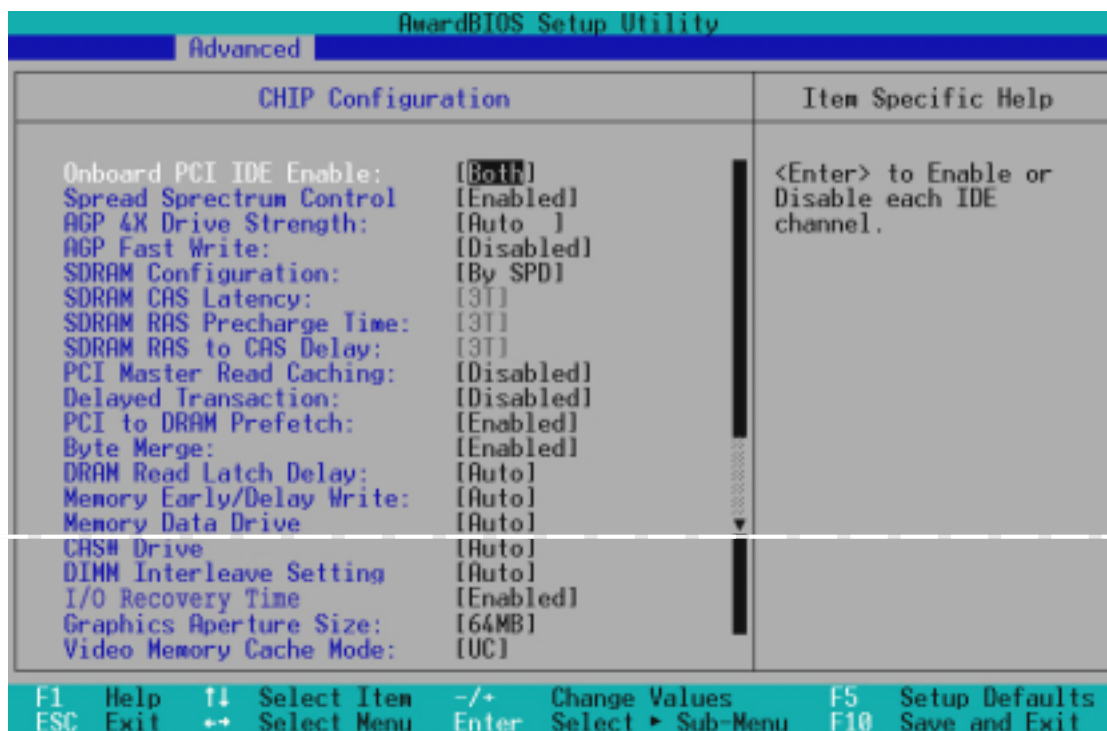 AwardBIOS Setup Utility
Advanced
CHIP Configuration
Item Specific Help
Onboard PCI IDE Enable: [Both]
Spread Sprectrum Control [Enabled]
AGP 4X Drive Strength: [Auto ]
AGP Fast Write: [Disabled]
SDRAM Configuration: [By SPD]
SDRAM CAS Latency: [3T]
SDRAM RAS Precharge Time: [3T]
SDRAM RAS to CAS Delay: [3T]
PCI Master Read Caching: [Disabled]
Delayed Transaction: [Disabled]
PCI to DRAM Prefetch: [Enabled]
Byte Merge: [Enabled]
DRAM Read Latch Delay: [Auto]
Memory Early/Delay Write: [Auto]
Memory Data Drive [Auto]
CAS# Drive [Auto]
DIMM Interleave Setting [Auto]
I/O Recovery Time [Enabled]
Graphics Aperture Size: [64MB]
Video Memory Cache Mode: [UC]
<Enter> to Enable or
Disable each IDE
channel.
F1 Help ↑↓ Select Item -/+ Change Values F5 Setup Defaults
ESC Exit ←→ Select Menu Enter Select ► Sub-Menu F10 Save and Exit